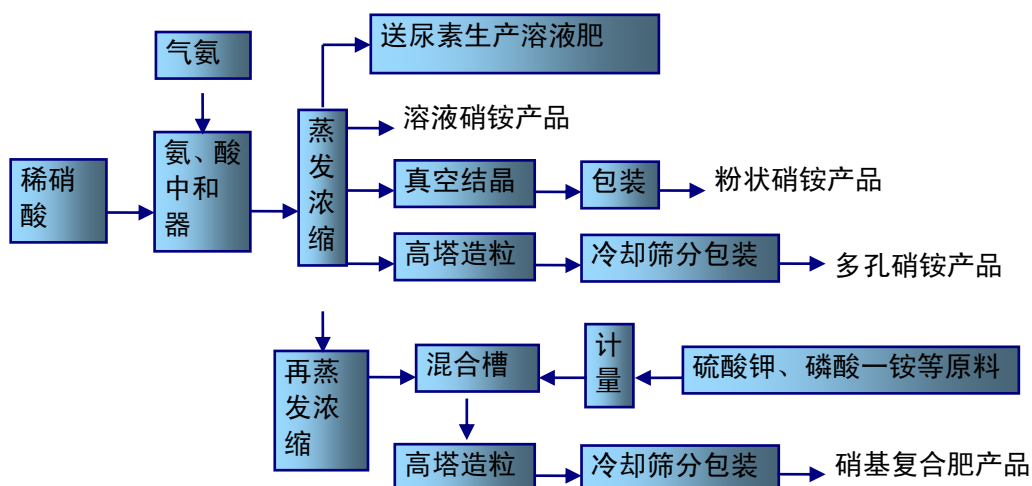 送尿素生产溶液肥
气氨
溶液硝铵产品
稀硝
酸
氨、酸
中和
器
蒸
发
浓
缩
真空结晶
包装
粉状硝铵产品
高塔造粒
冷却筛分包装
多孔硝铵产品
再蒸
发浓
缩
混合槽
计
量
硫酸钾、磷酸一铵等原料
高塔造粒
冷却筛分包装
硝基复合肥产品